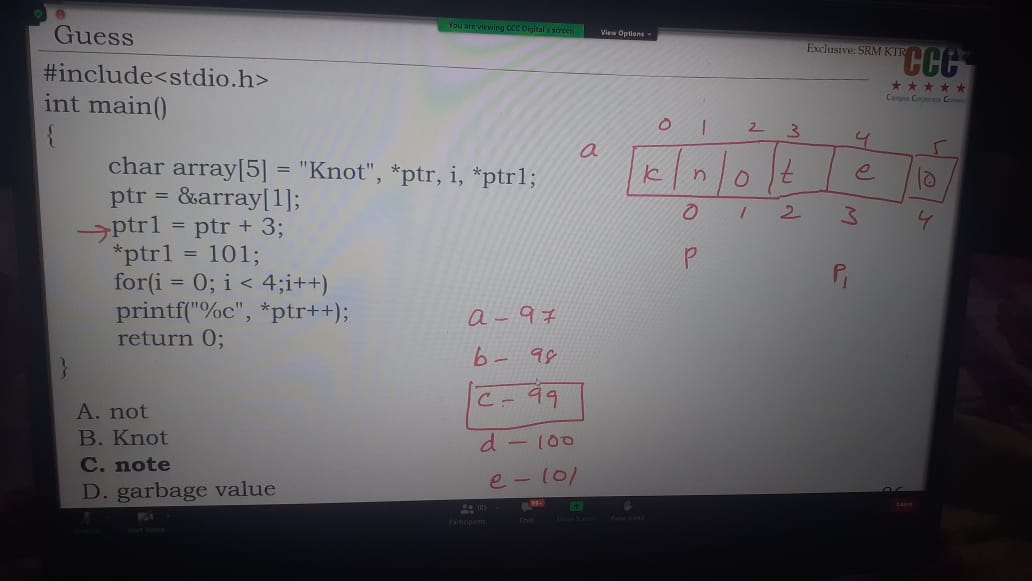 You are viewing CCC Digital's screen
View Options
Guess
Exclusive: SRM KTR
CCC
#include<stdio.h>
int main()
{
char array[5] = "Knot", *ptr, i, *ptr1;
ptr = &array[1];
ptr1 = ptr + 3;
*ptr1 = 101;
for(i = 0; i < 4;i++)
printf("%c", *ptr++);
return 0;
}
A. not
B. Knot
C. note
D. garbage value
0 1 2 3 4 5
a
k n o t e \0
0 1 2 3 4
P P1
a - 97
b - 98
c - 99
d - 100
e - 101
Participants
Leave